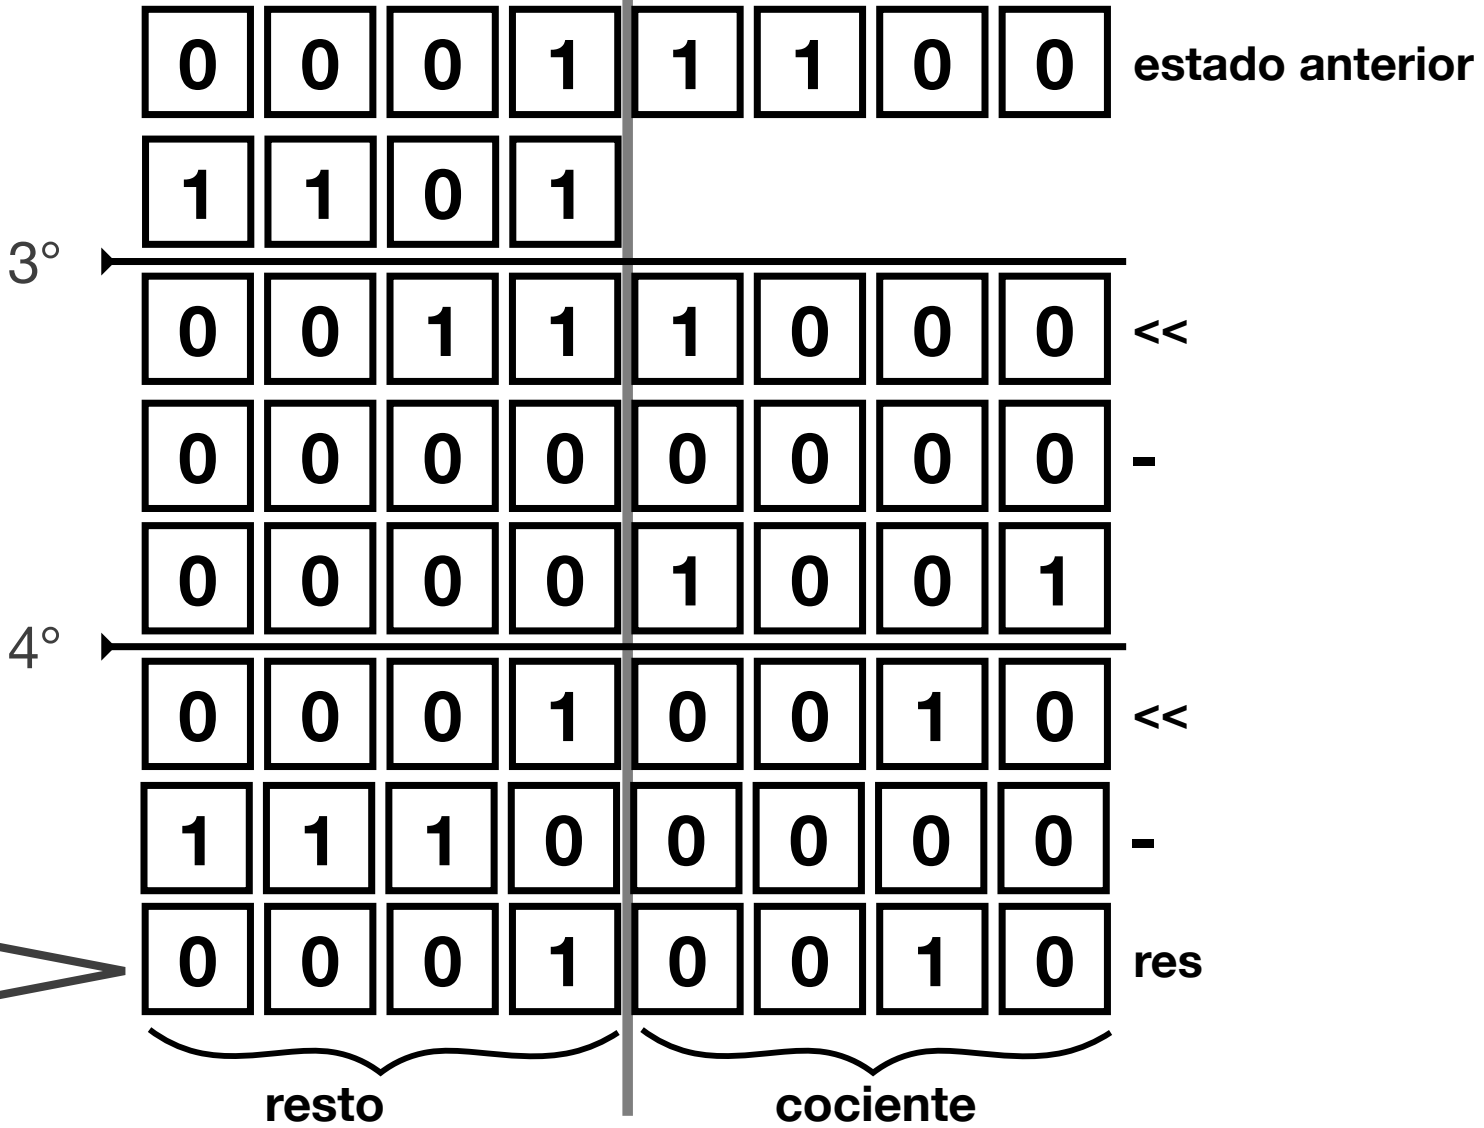 0 0 0 1 1 1 0 0 estado anterior
1 1 0 1
3°
0 0 1 1 1 0 0 0 <<
0 0 0 0 0 0 0 0 -
0 0 0 0 1 0 0 1
4°
0 0 0 1 0 0 1 0 <<
1 1 1 0 0 0 0 0 -
0 0 0 1 0 0 1 0 res
resto cociente